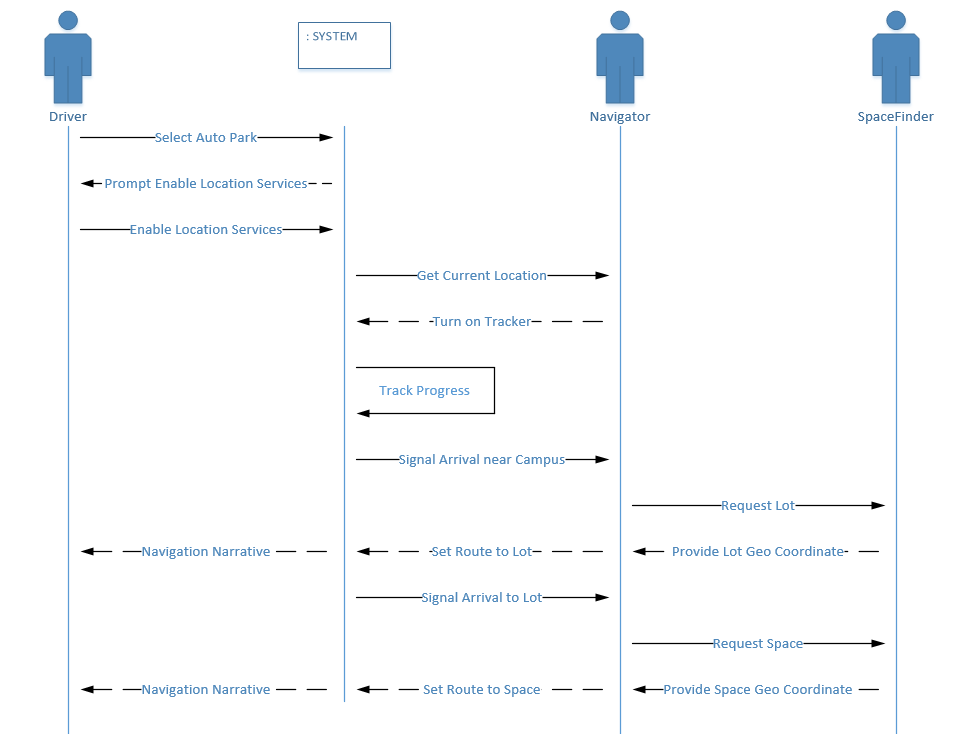 : SYSTEM
Driver
Navigator
SpaceFinder
Select Auto Park
Prompt Enable Location Services
Enable Location Services
Get Current Location
Turn on Tracker
Track Progress
Signal Arrival near Campus
Request Lot
Navigation Narrative
Set Route to Lot
Provide Lot Geo Coordinate
Signal Arrival to Lot
Request Space
Navigation Narrative
Set Route to Space
Provide Space Geo Coordinate